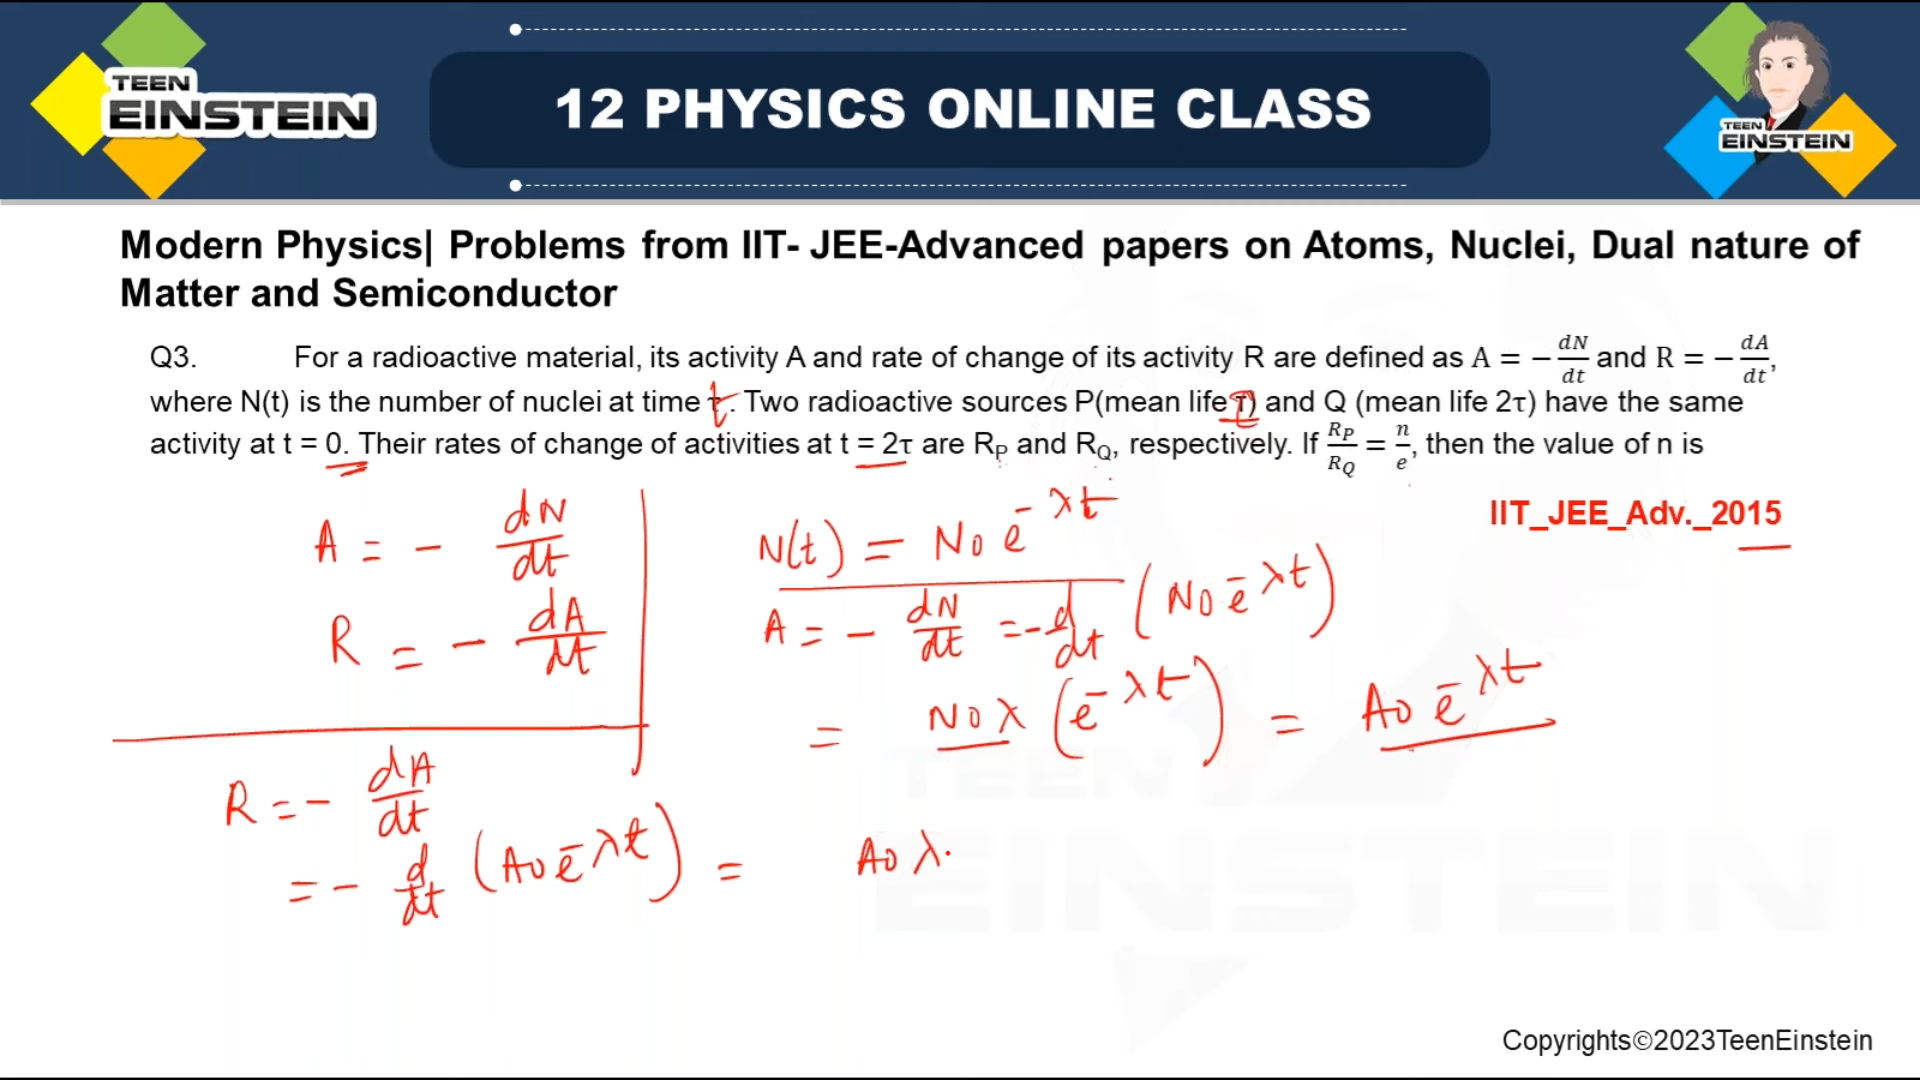 TEEN
EINSTEIN
12 PHYSICS ONLINE CLASS
TEEN
EINSTEIN
Modern Physics| Problems from IIT- JEE-Advanced papers on Atoms, Nuclei, Dual nature of
Matter and Semiconductor
Q3. For a radioactive material, its activity A and rate of change of its activity R are defined as A = −dN/dt and R = −dA/dt,
where N(t) is the number of nuclei at time t. Two radioactive sources P(mean life τ) and Q (mean life 2τ) have the same
activity at t = 0. Their rates of change of activities at t = 2τ are R_P and R_Q, respectively. If R_P/R_Q = n/e, then the value of n is
IIT_JEE_Adv._2015
A = - dN/dt
R = - dA/dt
N(t) = N0 e^-λt
A = - dN/dt = - d/dt (N0 e^-λt)
= N0 λ (e^-λt) = A0 e^-λt
R = - dA/dt
= - d/dt (A0 e^-λt) = A0 λ.
TEEN
EINSTEIN
Copyrights©2023TeenEinstein